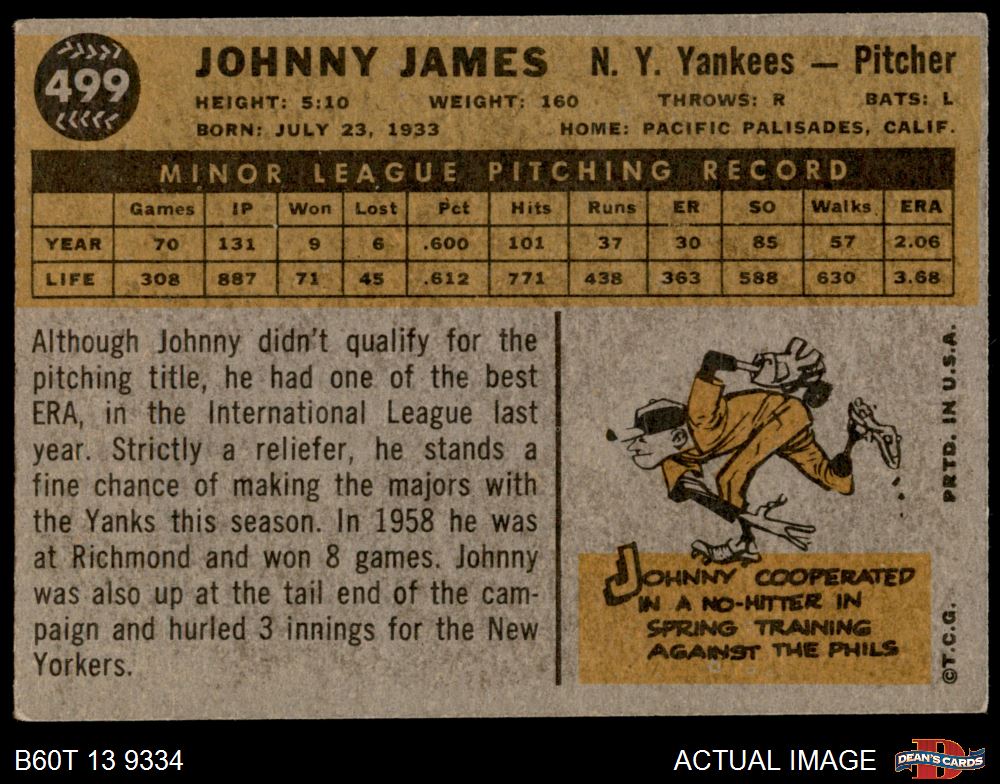 499
JOHNNY JAMES N. Y. Yankees — Pitcher
HEIGHT: 5:10 WEIGHT: 160 THROWS: R BATS: L
BORN: JULY 23, 1933 HOME: PACIFIC PALISADES, CALIF.
MINOR LEAGUE PITCHING RECORD
Games IP Won Lost Pct Hits Runs ER SO Walks ERA
YEAR 70 131 9 6 .600 101 37 30 85 57 2.06
LIFE 308 887 71 45 .612 771 438 363 588 630 3.68
Although Johnny didn't qualify for the
pitching title, he had one of the best
ERA, in the International League last
year. Strictly a reliefer, he stands a
fine chance of making the majors with
the Yanks this season. In 1958 he was
at Richmond and won 8 games. Johnny
was also up at the tail end of the cam-
paign and hurled 3 innings for the New
Yorkers.
JOHNNY COOPERATED
IN A NO-HITTER IN
SPRING TRAINING
AGAINST THE PHILS
©T.C.G. PRTD. IN U.S.A.
B60T 13 9334 ACTUAL IMAGE
D
DEAN'S CARDS